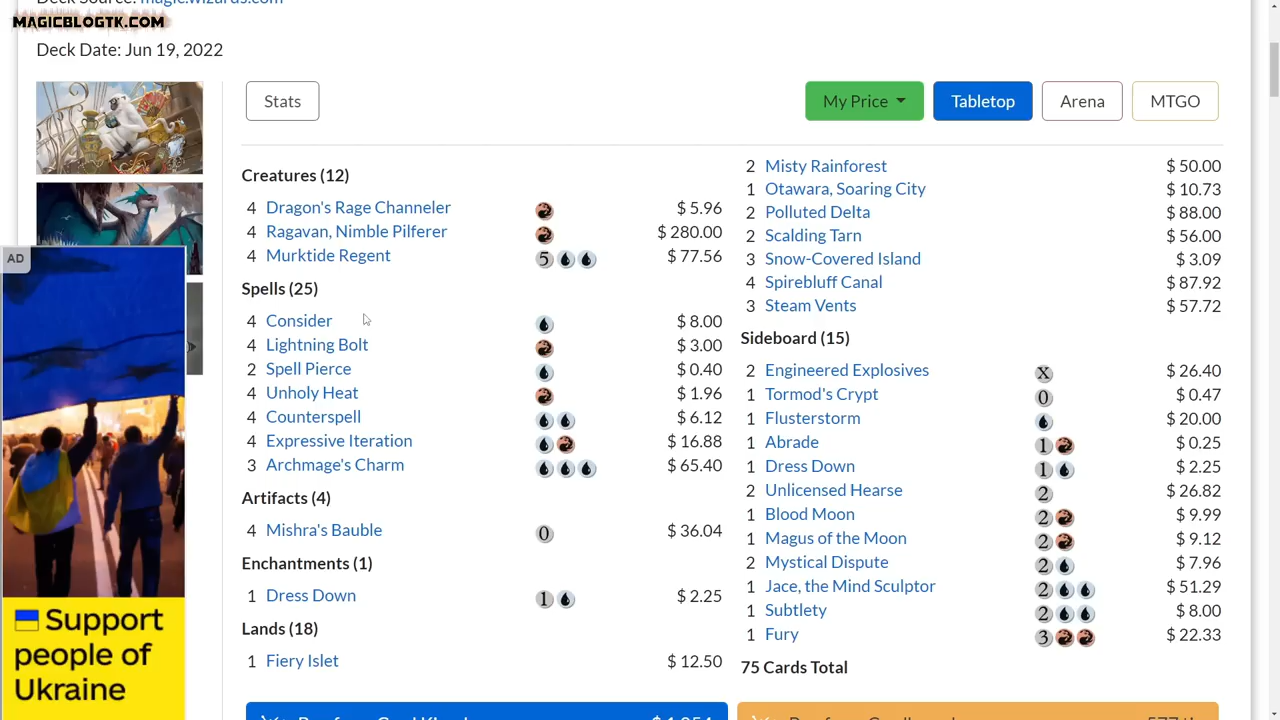 Deck Source: magic.wizards.com
MAGICBLOGTK.COM
Deck Date: Jun 19, 2022
Stats
My Price
Tabletop
Arena
MTGO
Creatures (12)
4 Dragon's Rage Channeler $ 5.96
4 Ragavan, Nimble Pilferer $ 280.00
4 Murktide Regent 5 $ 77.56
Spells (25)
4 Consider $ 8.00
4 Lightning Bolt $ 3.00
2 Spell Pierce $ 0.40
4 Unholy Heat $ 1.96
4 Counterspell $ 6.12
4 Expressive Iteration $ 16.88
3 Archmage's Charm $ 65.40
Artifacts (4)
4 Mishra's Bauble 0 $ 36.04
Enchantments (1)
1 Dress Down 1 $ 2.25
Lands (18)
1 Fiery Islet $ 12.50
2 Misty Rainforest $ 50.00
1 Otawara, Soaring City $ 10.73
2 Polluted Delta $ 88.00
2 Scalding Tarn $ 56.00
3 Snow-Covered Island $ 3.09
4 Spirebluff Canal $ 87.92
3 Steam Vents $ 57.72
Sideboard (15)
2 Engineered Explosives X $ 26.40
1 Tormod's Crypt 0 $ 0.47
1 Flusterstorm $ 20.00
1 Abrade 1 $ 0.25
1 Dress Down 1 $ 2.25
2 Unlicensed Hearse 2 $ 26.82
1 Blood Moon 2 $ 9.99
1 Magus of the Moon 2 $ 9.12
2 Mystical Dispute 2 $ 7.96
1 Jace, the Mind Sculptor 2 $ 51.29
1 Subtlety 2 $ 8.00
1 Fury 3 $ 22.33
75 Cards Total
AD
Support
people of
Ukraine